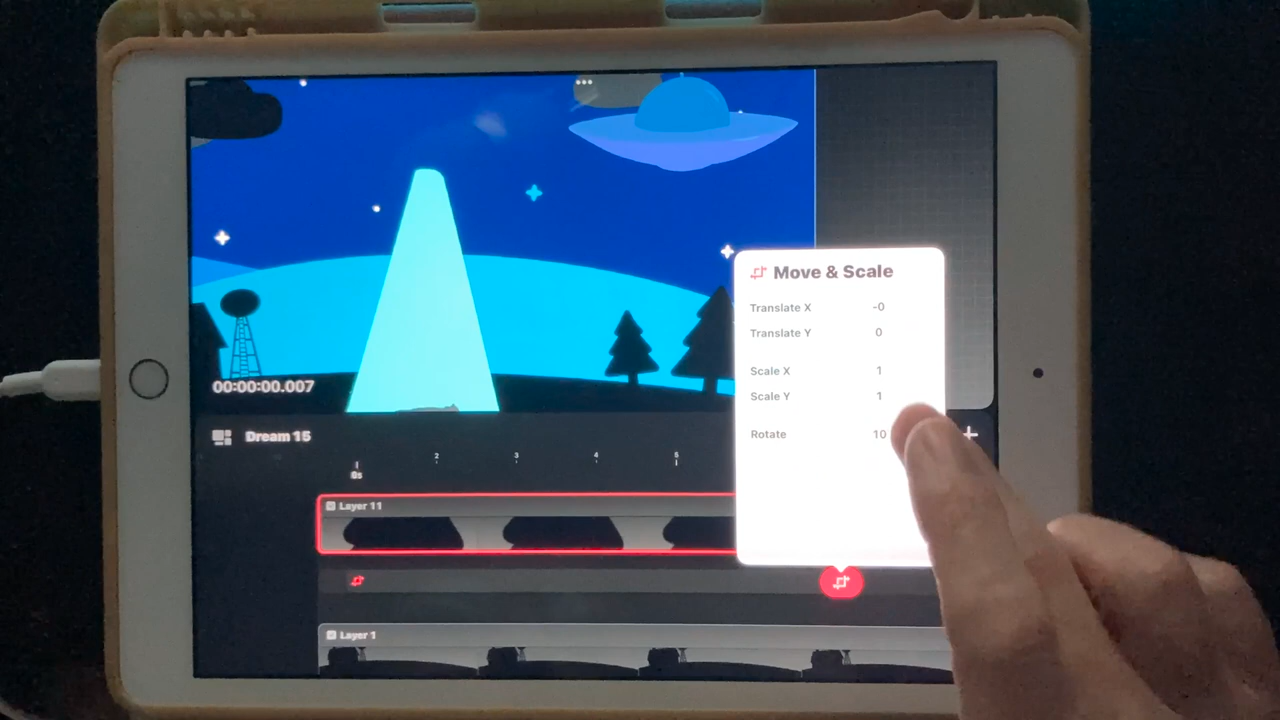 Move & Scale
Translate X -0
Translate Y 0
Scale X 1
Scale Y 1
Rotate 10
00:00:00.007
Dream 15
2 3 4 5
0s
Layer 11
Layer 1